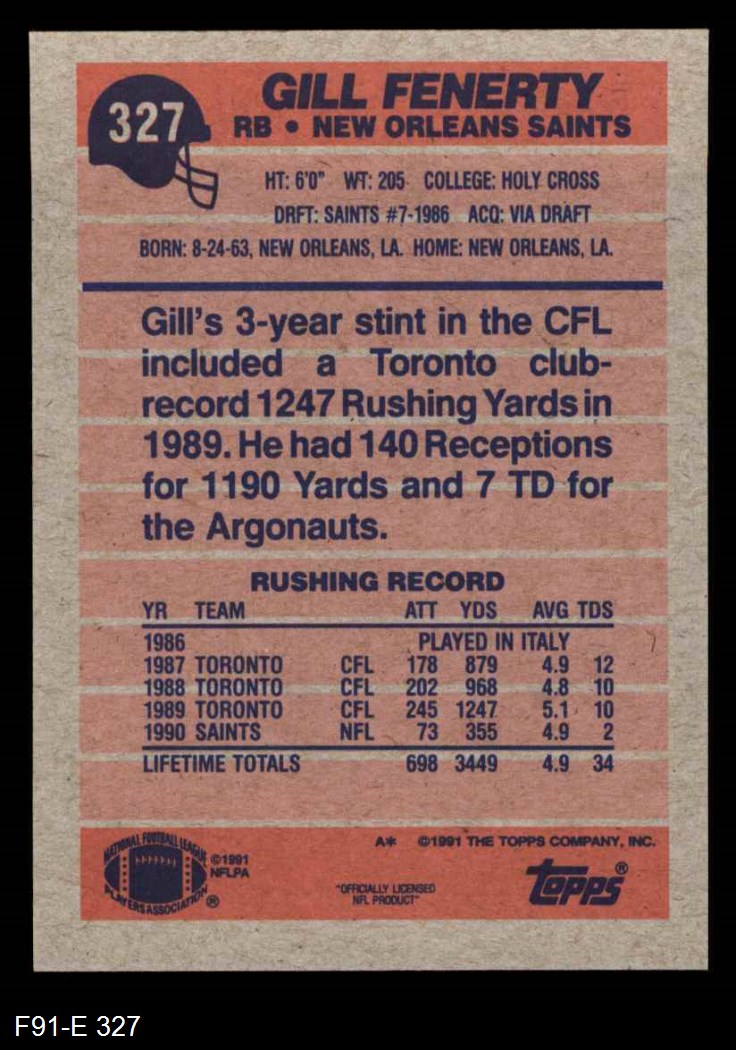 327
GILL FENERTY
RB • NEW ORLEANS SAINTS
HT: 6'0" WT: 205 COLLEGE: HOLY CROSS
DRFT: SAINTS #7-1986 ACQ: VIA DRAFT
BORN: 8-24-63, NEW ORLEANS, LA. HOME: NEW ORLEANS, LA.
Gill's 3-year stint in the CFL
included a Toronto club-
record 1247 Rushing Yards in
1989. He had 140 Receptions
for 1190 Yards and 7 TD for
the Argonauts.
RUSHING RECORD
YR TEAM ATT YDS AVG TDS
1986 PLAYED IN ITALY
1987 TORONTO CFL 178 879 4.9 12
1988 TORONTO CFL 202 968 4.8 10
1989 TORONTO CFL 245 1247 5.1 10
1990 SAINTS NFL 73 355 4.9 2
LIFETIME TOTALS 698 3449 4.9 34
A* ©1991 THE TOPPS COMPANY, INC.
NATIONAL FOOTBALL LEAGUE
PLAYERS ASSOCIATION ®
©1991
NFLPA
"OFFICIALLY LICENSED
NFL PRODUCT"
topps®
F91-E 327